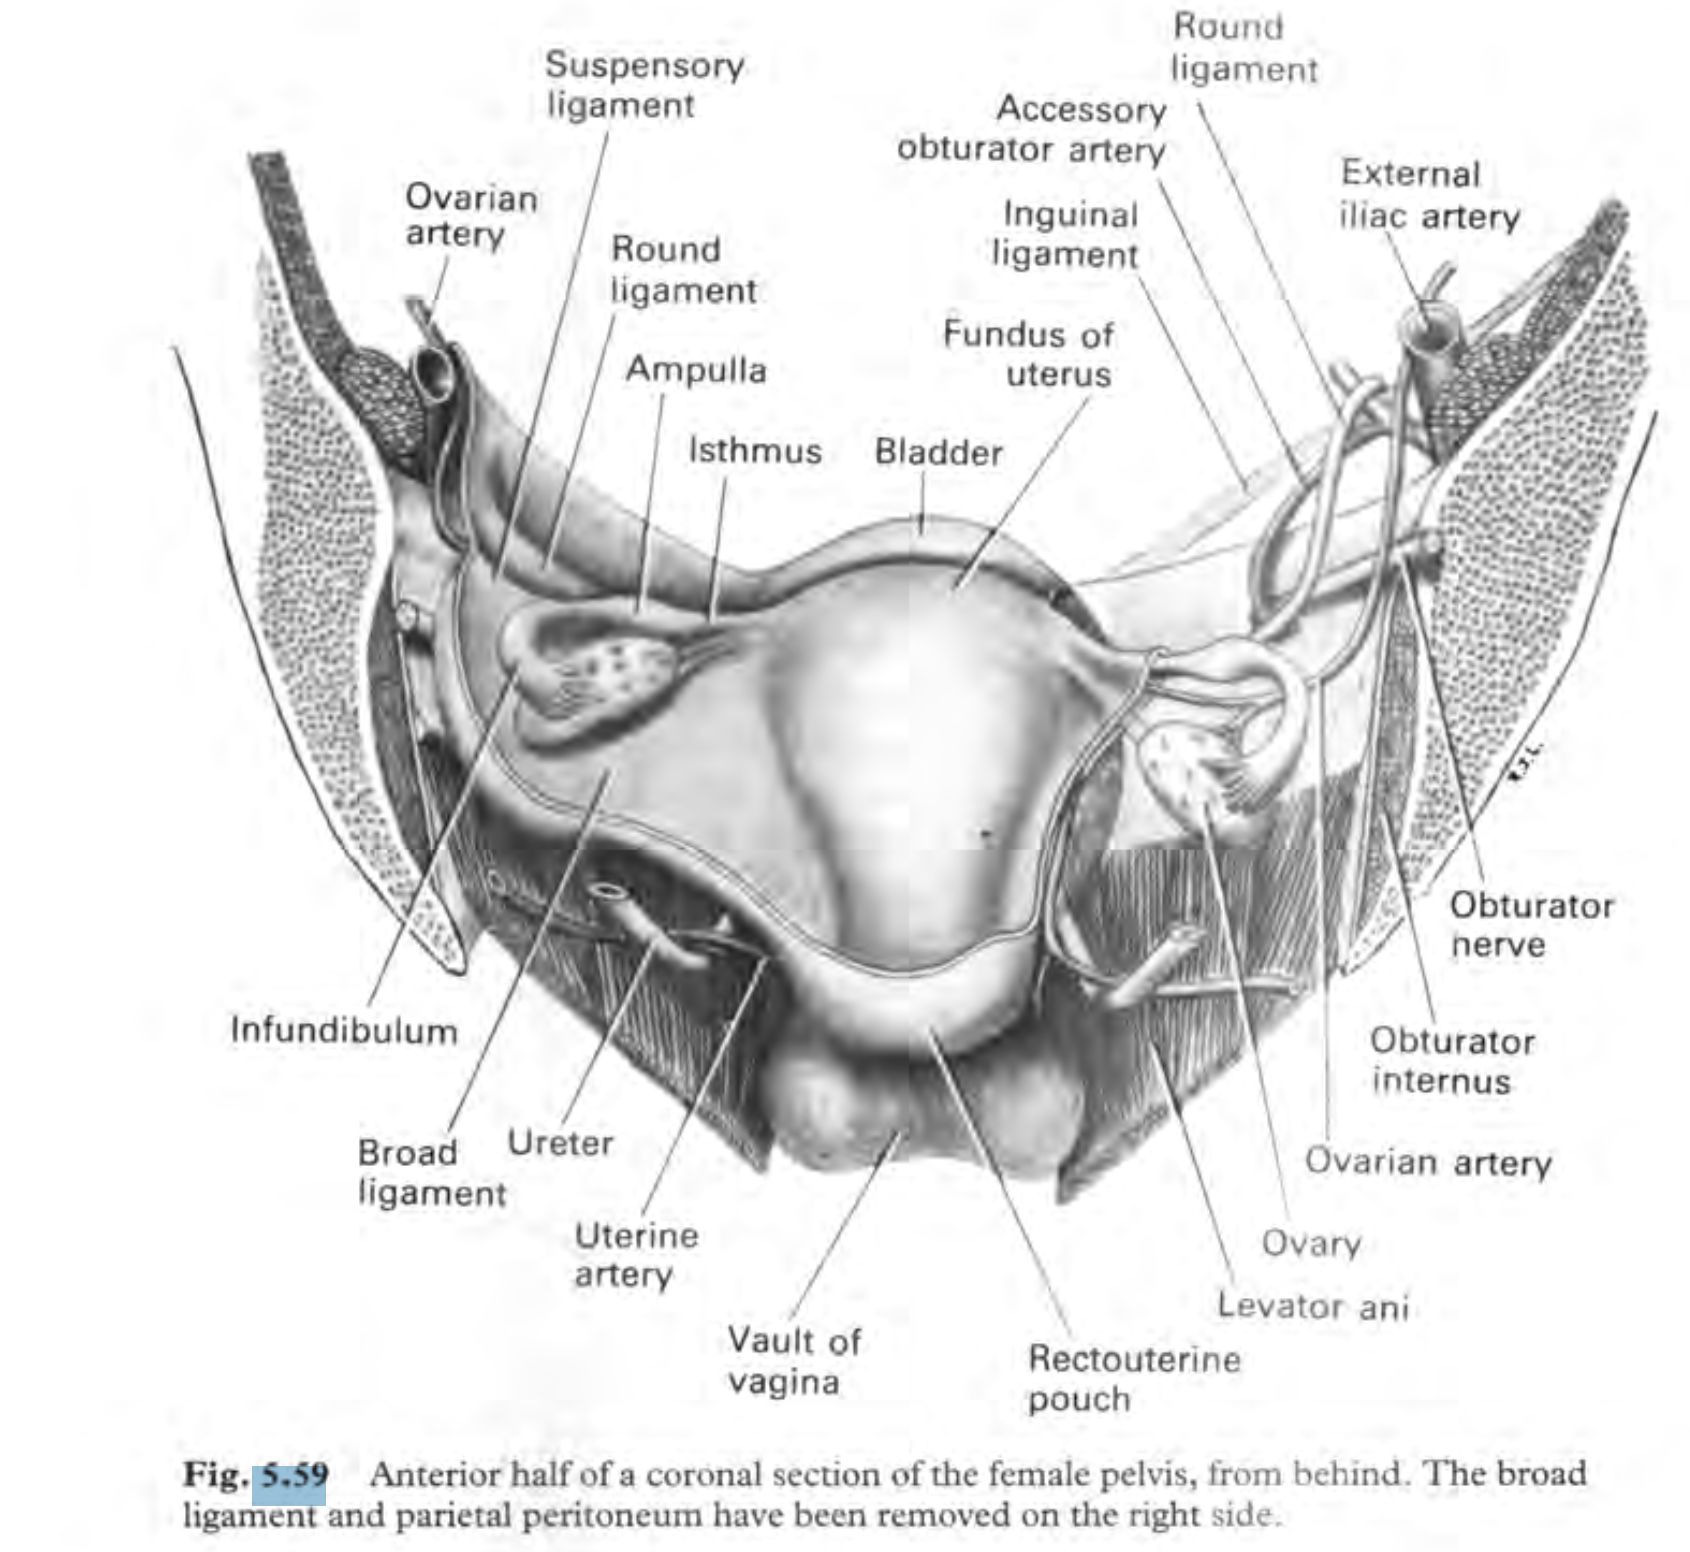 Round
ligament
Suspensory
ligament
Accessory
obturator artery
External
iliac artery
Ovarian
artery
Inguinal
ligament
Round
ligament
Fundus of
uterus
Ampulla
Isthmus
Bladder
R.J.L.
Obturator
nerve
Infundibulum
Obturator
internus
Broad
ligament
Ureter
Ovarian artery
Uterine
artery
Ovary
Levator ani
Vault of
vagina
Rectouterine
pouch
Fig. 5.59 Anterior half of a coronal section of the female pelvis, from behind. The broad
ligament and parietal peritoneum have been removed on the right side.